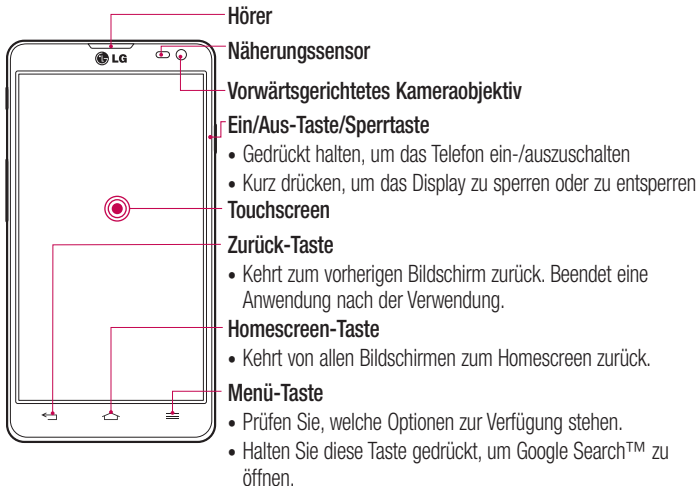 Hörer
LG
Näherungssensor
Vorwärtsgerichtetes Kameraobjektiv
Ein/Aus-Taste/Sperrtaste
• Gedrückt halten, um das Telefon ein-/auszuschalten
• Kurz drücken, um das Display zu sperren oder zu entsperren
Touchscreen
Zurück-Taste
• Kehrt zum vorherigen Bildschirm zurück. Beendet eine
Anwendung nach der Verwendung.
Homescreen-Taste
• Kehrt von allen Bildschirmen zum Homescreen zurück.
Menü-Taste
• Prüfen Sie, welche Optionen zur Verfügung stehen.
• Halten Sie diese Taste gedrückt, um Google Search™ zu
öffnen.